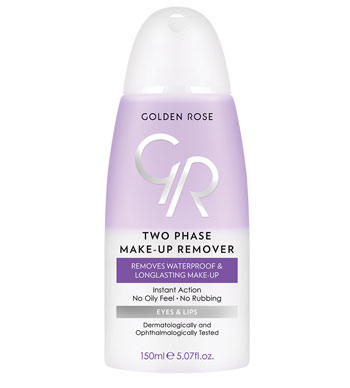 GOLDEN ROSE
GR
TWO PHASE
MAKE-UP REMOVER
REMOVES WATERPROOF &
LONGLASTING MAKE-UP
Instant Action
No Oily Feel • No Rubbing
EYES & LIPS
Dermatologically and
Ophthalmologically Tested
150ml e 5.07fl.oz.